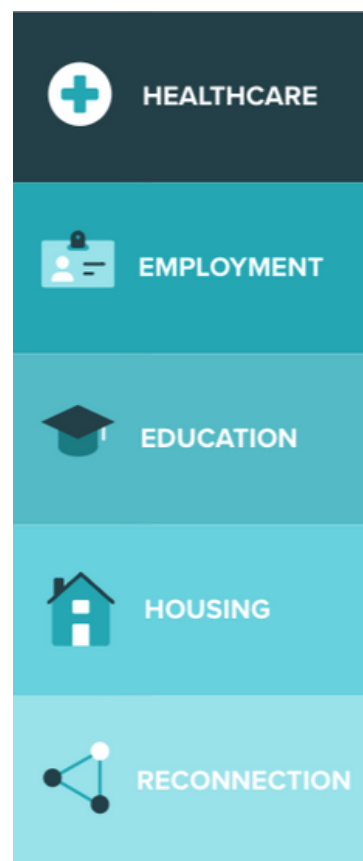 HEALTHCARE
EMPLOYMENT
EDUCATION
HOUSING
RECONNECTION